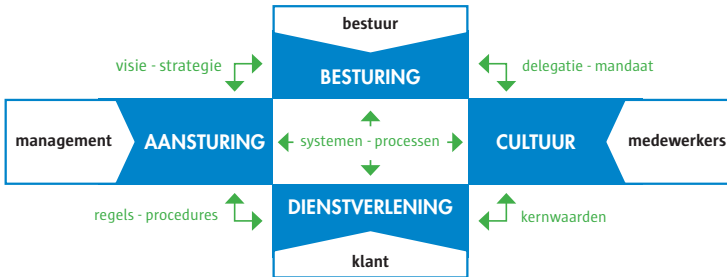 bestuur
visie - strategie
BESTURING
delegatie - mandaat
management
AANSTURING
systemen - processen
CULTUUR
medewerkers
regels - procedures
DIENSTVERLENING
kernwaarden
klant